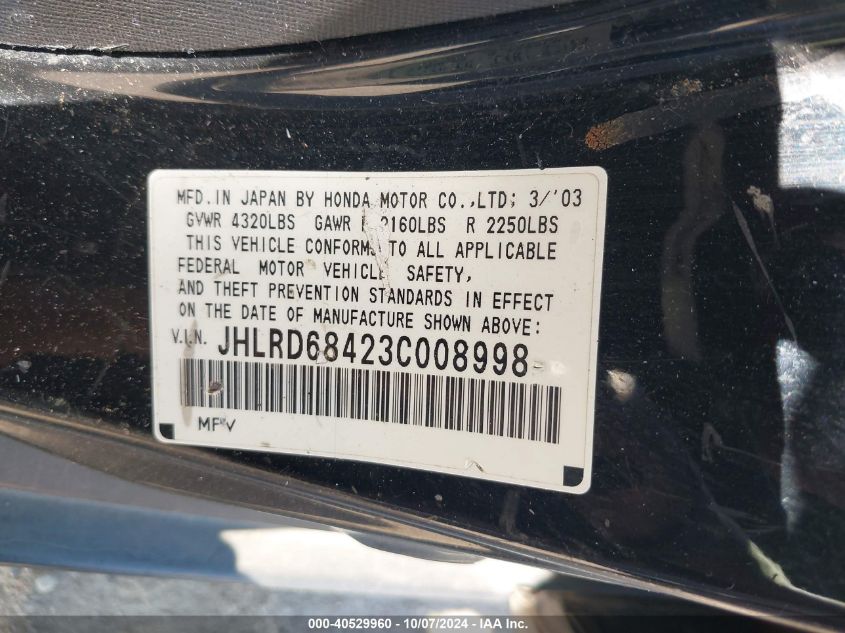 MFD. IN JAPAN BY HONDA MOTOR CO.,LTD; 3/'03
GVWR 4320LBS GAWR 2160LBS R 2250LBS
THIS VEHICLE CONFORMS TO ALL APPLICABLE
FEDERAL MOTOR VEHICLE SAFETY,
AND THEFT PREVENTION STANDARDS IN EFFECT
ON THE DATE OF MANUFACTURE SHOWN ABOVE:
V.I.N. JHLRD68423C008998
000-40529960 - 10/07/2024 - IAAI.com